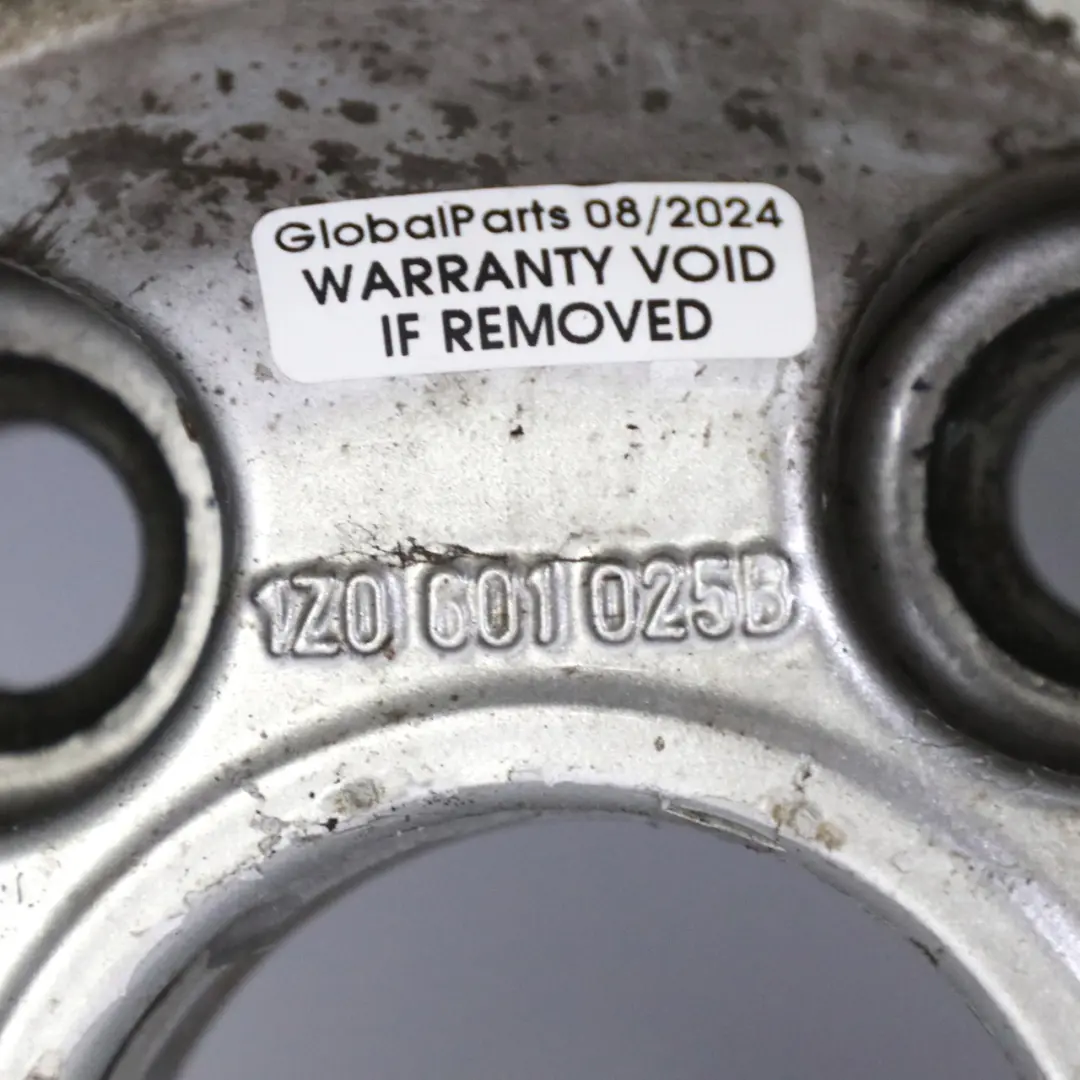 GlobalParts 08/2024
WARRANTY VOID
IF REMOVED
1Z0 601 025B